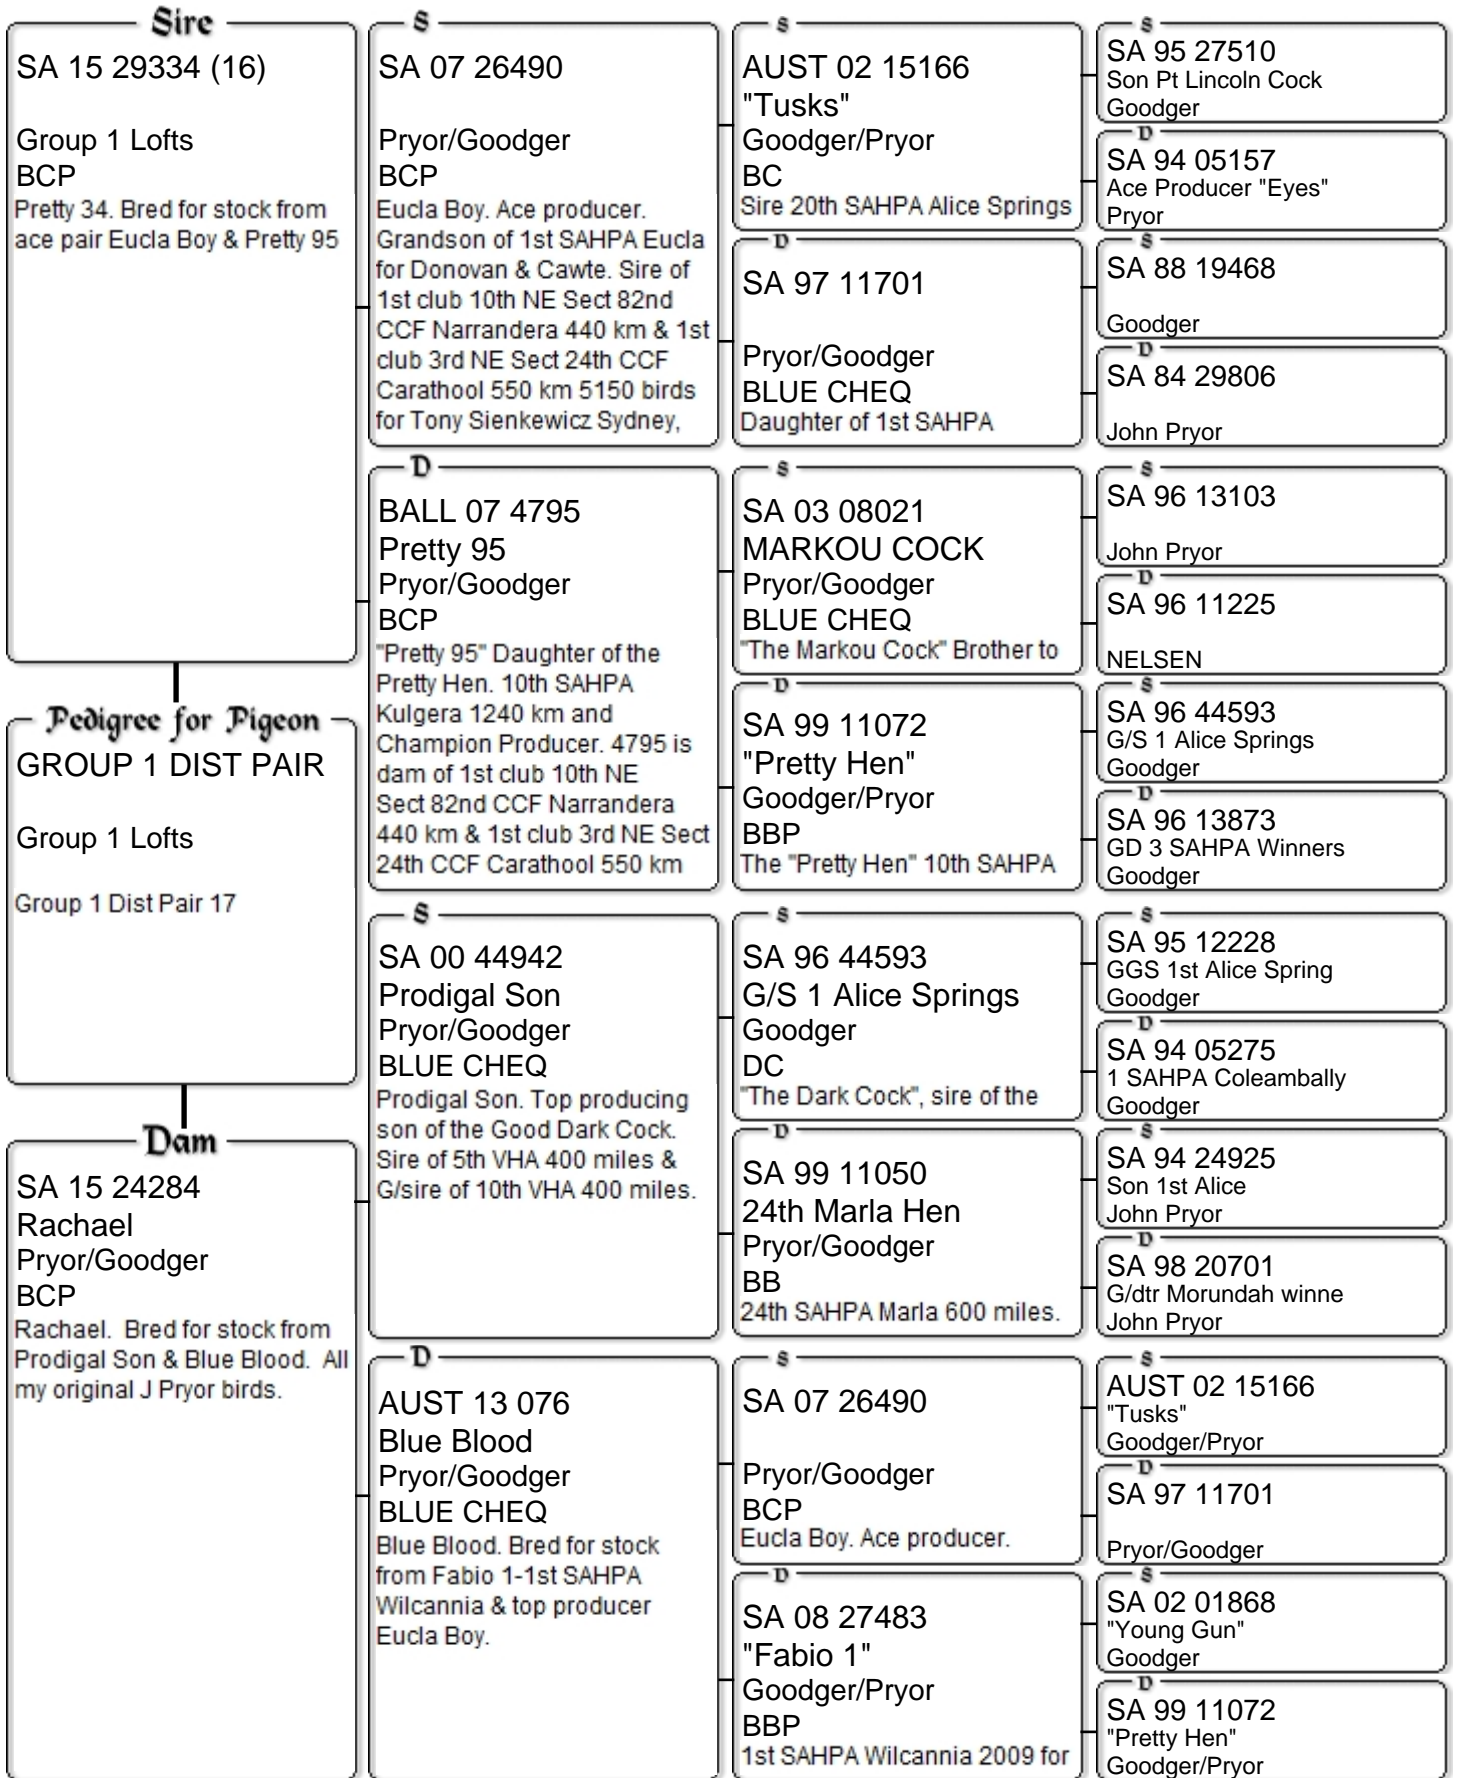 Sire
SA 15 29334 (16)
Group 1 Lofts
BCP
Pretty 34. Bred for stock from
ace pair Eucla Boy & Pretty 95
Pedigree for Pigeon
GROUP 1 DIST PAIR
Group 1 Lofts
Group 1 Dist Pair 17
Dam
SA 15 24284
Rachael
Pryor/Goodger
BCP
Rachael. Bred for stock from
Prodigal Son & Blue Blood. All
my original J Pryor birds.
S
SA 07 26490
Pryor/Goodger
BCP
Eucla Boy. Ace producer.
Grandson of 1st SAHPA Eucla
for Donovan & Cawte. Sire of
1st club 10th NE Sect 82nd
CCF Narrandera 440 km & 1st
club 3rd NE Sect 24th CCF
Carathool 550 km 5150 birds
for Tony Sienkewicz Sydney,
D
BALL 07 4795
Pretty 95
Pryor/Goodger
BCP
"Pretty 95" Daughter of the
Pretty Hen. 10th SAHPA
Kulgera 1240 km and
Champion Producer. 4795 is
dam of 1st club 10th NE
Sect 82nd CCF Narrandera
440 km & 1st club 3rd NE Sect
24th CCF Carathool 550 km
S
SA 00 44942
Prodigal Son
Pryor/Goodger
BLUE CHEQ
Prodigal Son. Top producing
son of the Good Dark Cock.
Sire of 5th VHA 400 miles &
G/sire of 10th VHA 400 miles.
D
AUST 13 076
Blue Blood
Pryor/Goodger
BLUE CHEQ
Blue Blood. Bred for stock
from Fabio 1-1st SAHPA
Wilcannia & top producer
Eucla Boy.
S
AUST 02 15166
"Tusks"
Goodger/Pryor
BC
Sire 20th SAHPA Alice Springs
D
SA 97 11701
Pryor/Goodger
BLUE CHEQ
Daughter of 1st SAHPA
S
SA 03 08021
MARKOU COCK
Pryor/Goodger
BLUE CHEQ
"The Markou Cock" Brother to
D
SA 99 11072
"Pretty Hen"
Goodger/Pryor
BBP
The "Pretty Hen" 10th SAHPA
S
SA 96 44593
G/S 1 Alice Springs
Goodger
DC
"The Dark Cock", sire of the
D
SA 99 11050
24th Marla Hen
Pryor/Goodger
BB
24th SAHPA Marla 600 miles.
S
SA 07 26490
Pryor/Goodger
BCP
Eucla Boy. Ace producer.
D
SA 08 27483
"Fabio 1"
Goodger/Pryor
BBP
1st SAHPA Wilcannia 2009 for
S
SA 95 27510
Son Pt Lincoln Cock
Goodger
D
SA 94 05157
Ace Producer "Eyes"
Pryor
S
SA 88 19468
Goodger
D
SA 84 29806
John Pryor
S
SA 96 13103
John Pryor
D
SA 96 11225
NELSEN
S
SA 96 44593
G/S 1 Alice Springs
Goodger
D
SA 96 13873
GD 3 SAHPA Winners
Goodger
S
SA 95 12228
GGS 1st Alice Spring
Goodger
D
SA 94 05275
1 SAHPA Coleambally
Goodger
S
SA 94 24925
Son 1st Alice
John Pryor
D
SA 98 20701
G/dtr Morundah winne
John Pryor
S
AUST 02 15166
"Tusks"
Goodger/Pryor
D
SA 97 11701
Pryor/Goodger
S
SA 02 01868
"Young Gun"
Goodger
D
SA 99 11072
"Pretty Hen"
Goodger/Pryor